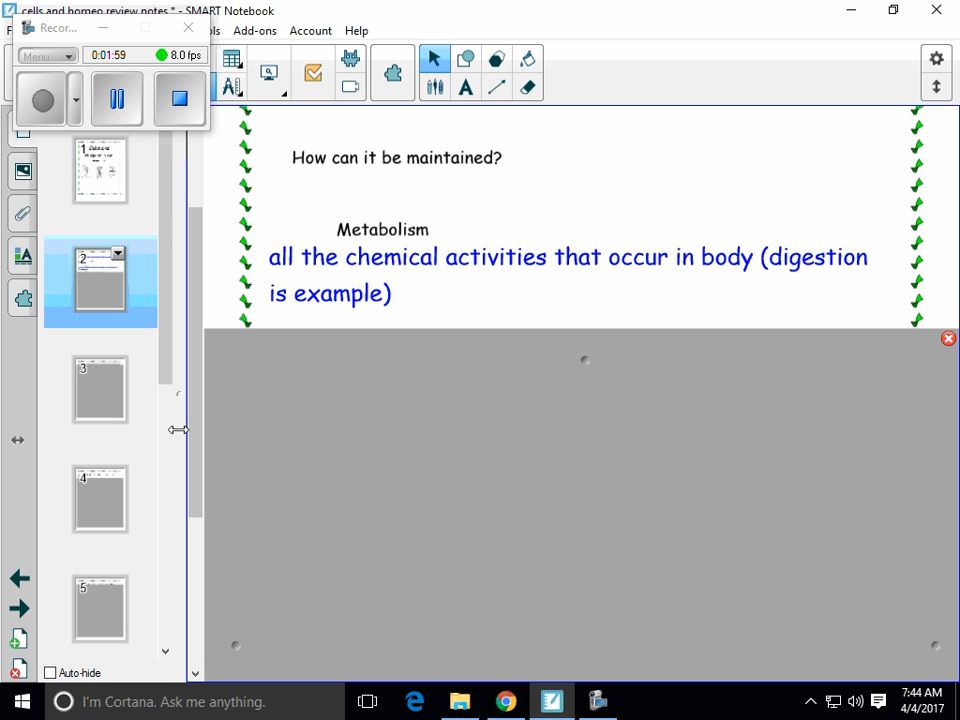 cells and homeo review notes * - SMART Notebook
Recor...
Add-ons
Account
Help
Menu
0:01:59
8.0 fps
How can it be maintained?
Metabolism
all the chemical activities that occur in body (digestion
is example)
1
2
3
4
5
Auto-hide
I'm Cortana. Ask me anything.
7:44 AM
4/4/2017